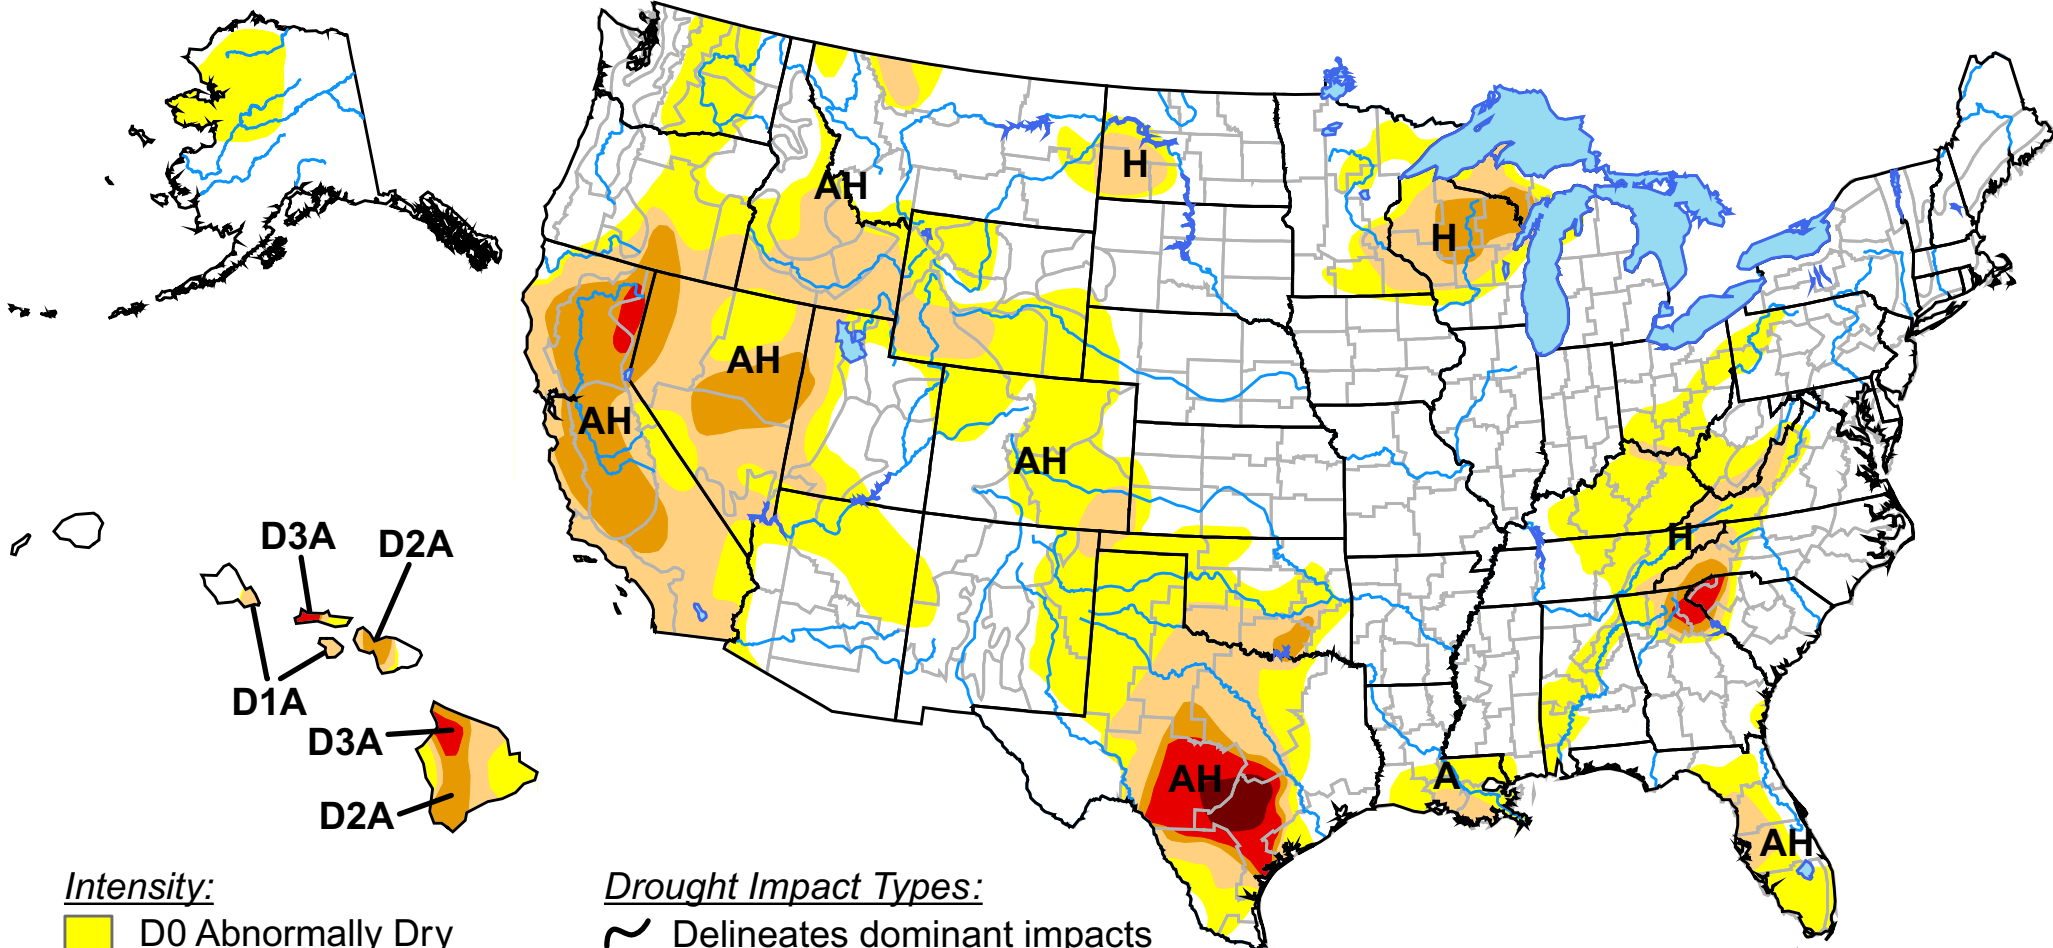 AH
H
H
AH
AH
AH
H
D3A
D2A
D1A
D3A
D2A
AH
A
AH
Intensity:
D0 Abnormally Dry
Drought Impact Types:
Delineates dominant impacts